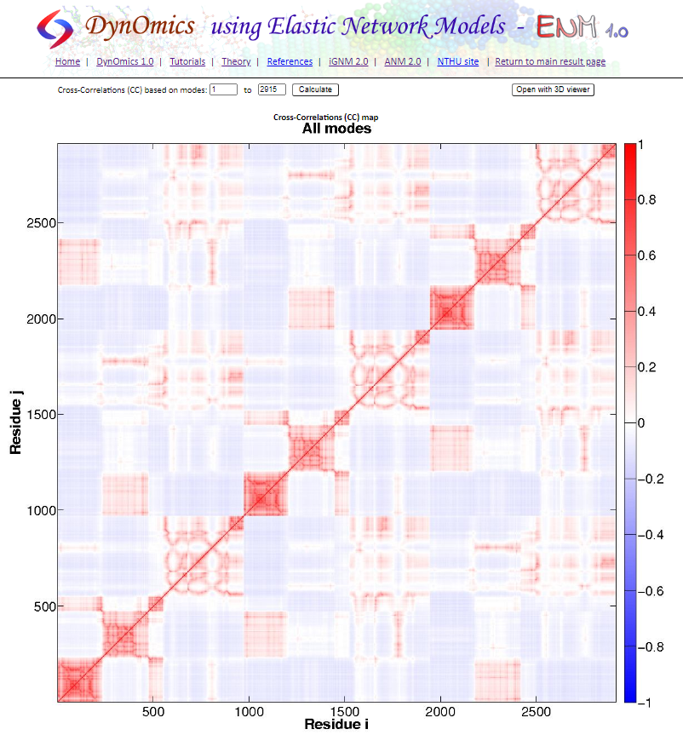 DynOmics using Elastic Network Models - ENM 1.0
Home | DynOmics 1.0 | Tutorials | Theory | References | iGNM 2.0 | ANM 2.0 | NTHU site | Return to main result page
Cross-Correlations (CC) based on modes: 1 to 2915 Calculate Open with 3D viewer
Cross-Correlations (CC) map
All modes
Residue j
2500
2000
1500
1000
500
500 1000 1500 2000 2500
Residue i
1
0.8
0.6
0.4
0.2
0
−0.2
−0.4
−0.6
−0.8
−1